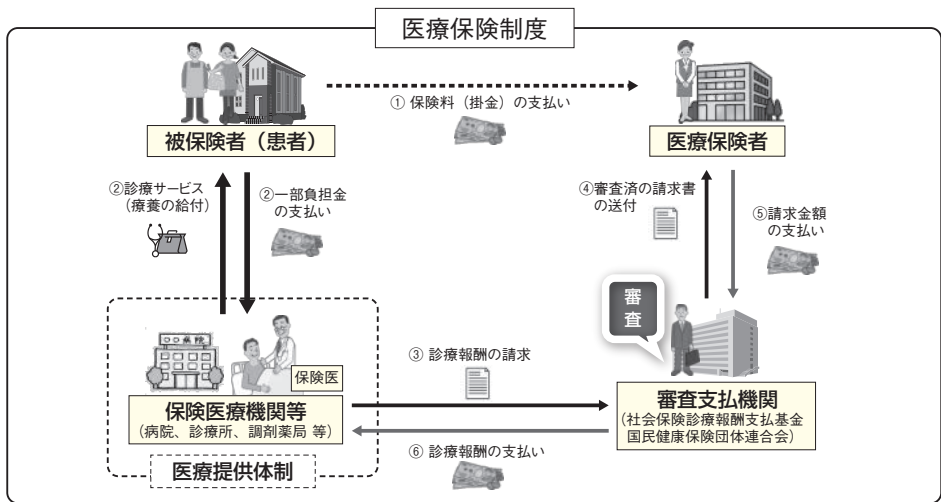 医療保険制度
① 保険料（掛金）の支払い
被保険者（患者）
医療保険者
②診療サービス
（療養の給付）
②一部負担金
の支払い
④審査済の請求書
の送付
⑤請求金額
の支払い
審
査
○○病院
保険医
③ 診療報酬の請求
保険医療機関等
（病院、診療所、調剤薬局 等）
審査支払機関
（社会保険診療報酬支払基金
国民健康保険団体連合会）
⑥ 診療報酬の支払い
医療提供体制